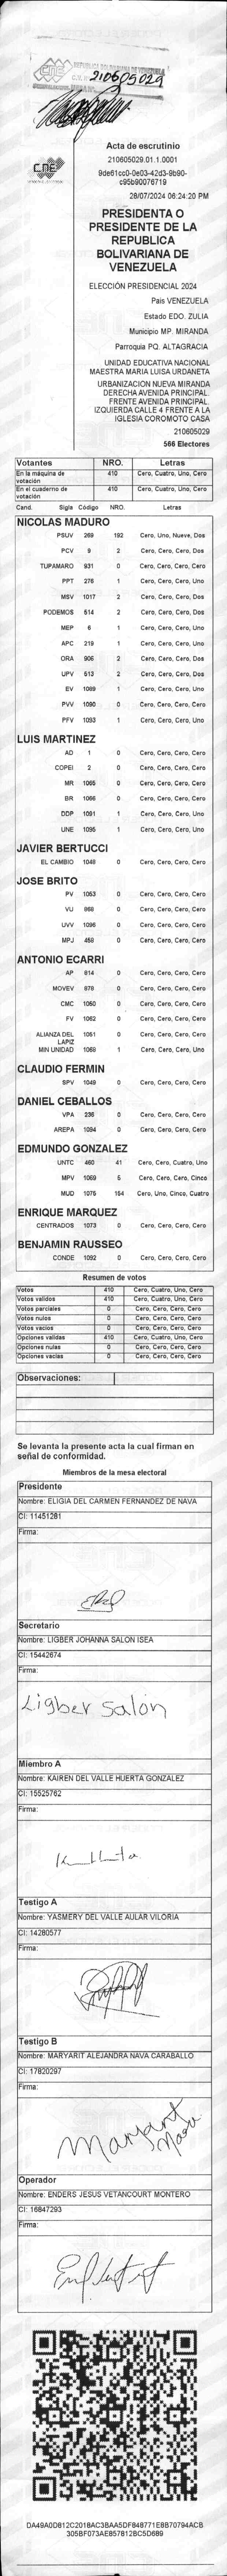 REPUBLICA BOLIVARIANA DE VENEZUELA
CNE
210605029
CNE
Acta de escrutinio
210605029.01.1.0001
9de61cc0-0e03-42d3-9b90-
c95b90076719
28/07/2024 06:24:20 PM
PRESIDENTA O
PRESIDENTE DE LA
REPUBLICA
BOLIVARIANA DE
VENEZUELA
ELECCIÓN PRESIDENCIAL 2024
Pais VENEZUELA
Estado EDO. ZULIA
Municipio MP. MIRANDA
Parroquia PQ. ALTAGRACIA
UNIDAD EDUCATIVA NACIONAL
MAESTRA MARIA LUISA URDANETA
URBANIZACION NUEVA MIRANDA
DERECHA AVENIDA PRINCIPAL.
FRENTE AVENIDA PRINCIPAL.
IZQUIERDA CALLE 4 FRENTE A LA
IGLESIA COROMOTO CASA
210605029
566 Electores
Votantes NRO. Letras
En la máquina de votación 410 Cero, Cuatro, Uno, Cero
En el cuaderno de votación 410 Cero, Cuatro, Uno, Cero
Cand. Sigla Código NRO. Letras
NICOLAS MADURO
PSUV 269 192 Cero, Uno, Nueve, Dos
PCV 9 2 Cero, Cero, Cero, Dos
TUPAMARO 931 0 Cero, Cero, Cero, Cero
PPT 276 1 Cero, Cero, Cero, Uno
MSV 1017 2 Cero, Cero, Cero, Dos
PODEMOS 514 2 Cero, Cero, Cero, Dos
MEP 6 1 Cero, Cero, Cero, Uno
APC 219 1 Cero, Cero, Cero, Uno
ORA 906 2 Cero, Cero, Cero, Dos
UPV 513 2 Cero, Cero, Cero, Dos
EV 1089 1 Cero, Cero, Cero, Uno
PVV 1090 0 Cero, Cero, Cero, Cero
PFV 1093 1 Cero, Cero, Cero, Uno
LUIS MARTINEZ
AD 1 0 Cero, Cero, Cero, Cero
COPEI 2 0 Cero, Cero, Cero, Cero
MR 1065 0 Cero, Cero, Cero, Cero
BR 1066 0 Cero, Cero, Cero, Cero
DDP 1091 1 Cero, Cero, Cero, Uno
UNE 1095 1 Cero, Cero, Cero, Uno
JAVIER BERTUCCI
EL CAMBIO 1048 0 Cero, Cero, Cero, Cero
JOSE BRITO
PV 1053 0 Cero, Cero, Cero, Cero
VU 868 0 Cero, Cero, Cero, Cero
UVV 1096 0 Cero, Cero, Cero, Cero
MPJ 458 0 Cero, Cero, Cero, Cero
ANTONIO ECARRI
AP 814 0 Cero, Cero, Cero, Cero
MOVEV 878 0 Cero, Cero, Cero, Cero
CMC 1050 0 Cero, Cero, Cero, Cero
FV 1062 0 Cero, Cero, Cero, Cero
ALIANZA DEL LAPIZ 1051 0 Cero, Cero, Cero, Cero
MIN UNIDAD 1068 1 Cero, Cero, Cero, Uno
CLAUDIO FERMIN
SPV 1049 0 Cero, Cero, Cero, Cero
DANIEL CEBALLOS
VPA 236 0 Cero, Cero, Cero, Cero
AREPA 1094 0 Cero, Cero, Cero, Cero
EDMUNDO GONZALEZ
UNTC 460 41 Cero, Cero, Cuatro, Uno
MPV 1069 5 Cero, Cero, Cero, Cinco
MUD 1075 154 Cero, Uno, Cinco, Cuatro
ENRIQUE MARQUEZ
CENTRADOS 1073 0 Cero, Cero, Cero, Cero
BENJAMIN RAUSSEO
CONDE 1092 0 Cero, Cero, Cero, Cero
Resumen de votos
Votos 410 Cero, Cuatro, Uno, Cero
Votos validos 410 Cero, Cuatro, Uno, Cero
Votos parciales 0 Cero, Cero, Cero, Cero
Votos nulos 0 Cero, Cero, Cero, Cero
Votos vacios 0 Cero, Cero, Cero, Cero
Opciones validas 410 Cero, Cuatro, Uno, Cero
Opciones nulas 0 Cero, Cero, Cero, Cero
Opciones vacias 0 Cero, Cero, Cero, Cero
Observaciones:
Se levanta la presente acta la cual firman en
señal de conformidad.
Miembros de la mesa electoral
Presidente
Nombre: ELIGIA DEL CARMEN FERNANDEZ DE NAVA
CI: 11451281
Firma:
Secretario
Nombre: LIGBER JOHANNA SALON ISEA
CI: 15442674
Firma:
Ligber Salón
Miembro A
Nombre: KAIREN DEL VALLE HUERTA GONZALEZ
CI: 15525762
Firma:
Testigo A
Nombre: YASMERY DEL VALLE AULAR VILORIA
CI: 14280577
Firma:
Testigo B
Nombre: MARYARIT ALEJANDRA NAVA CARABALLO
CI: 17820297
Firma:
Maryarit
Nava
Operador
Nombre: ENDERS JESUS VETANCOURT MONTERO
CI: 16847293
Firma:
DA49A0D812C2018AC3BAA5DF848771E8B70794ACB
305BF073AE857812BC5D689